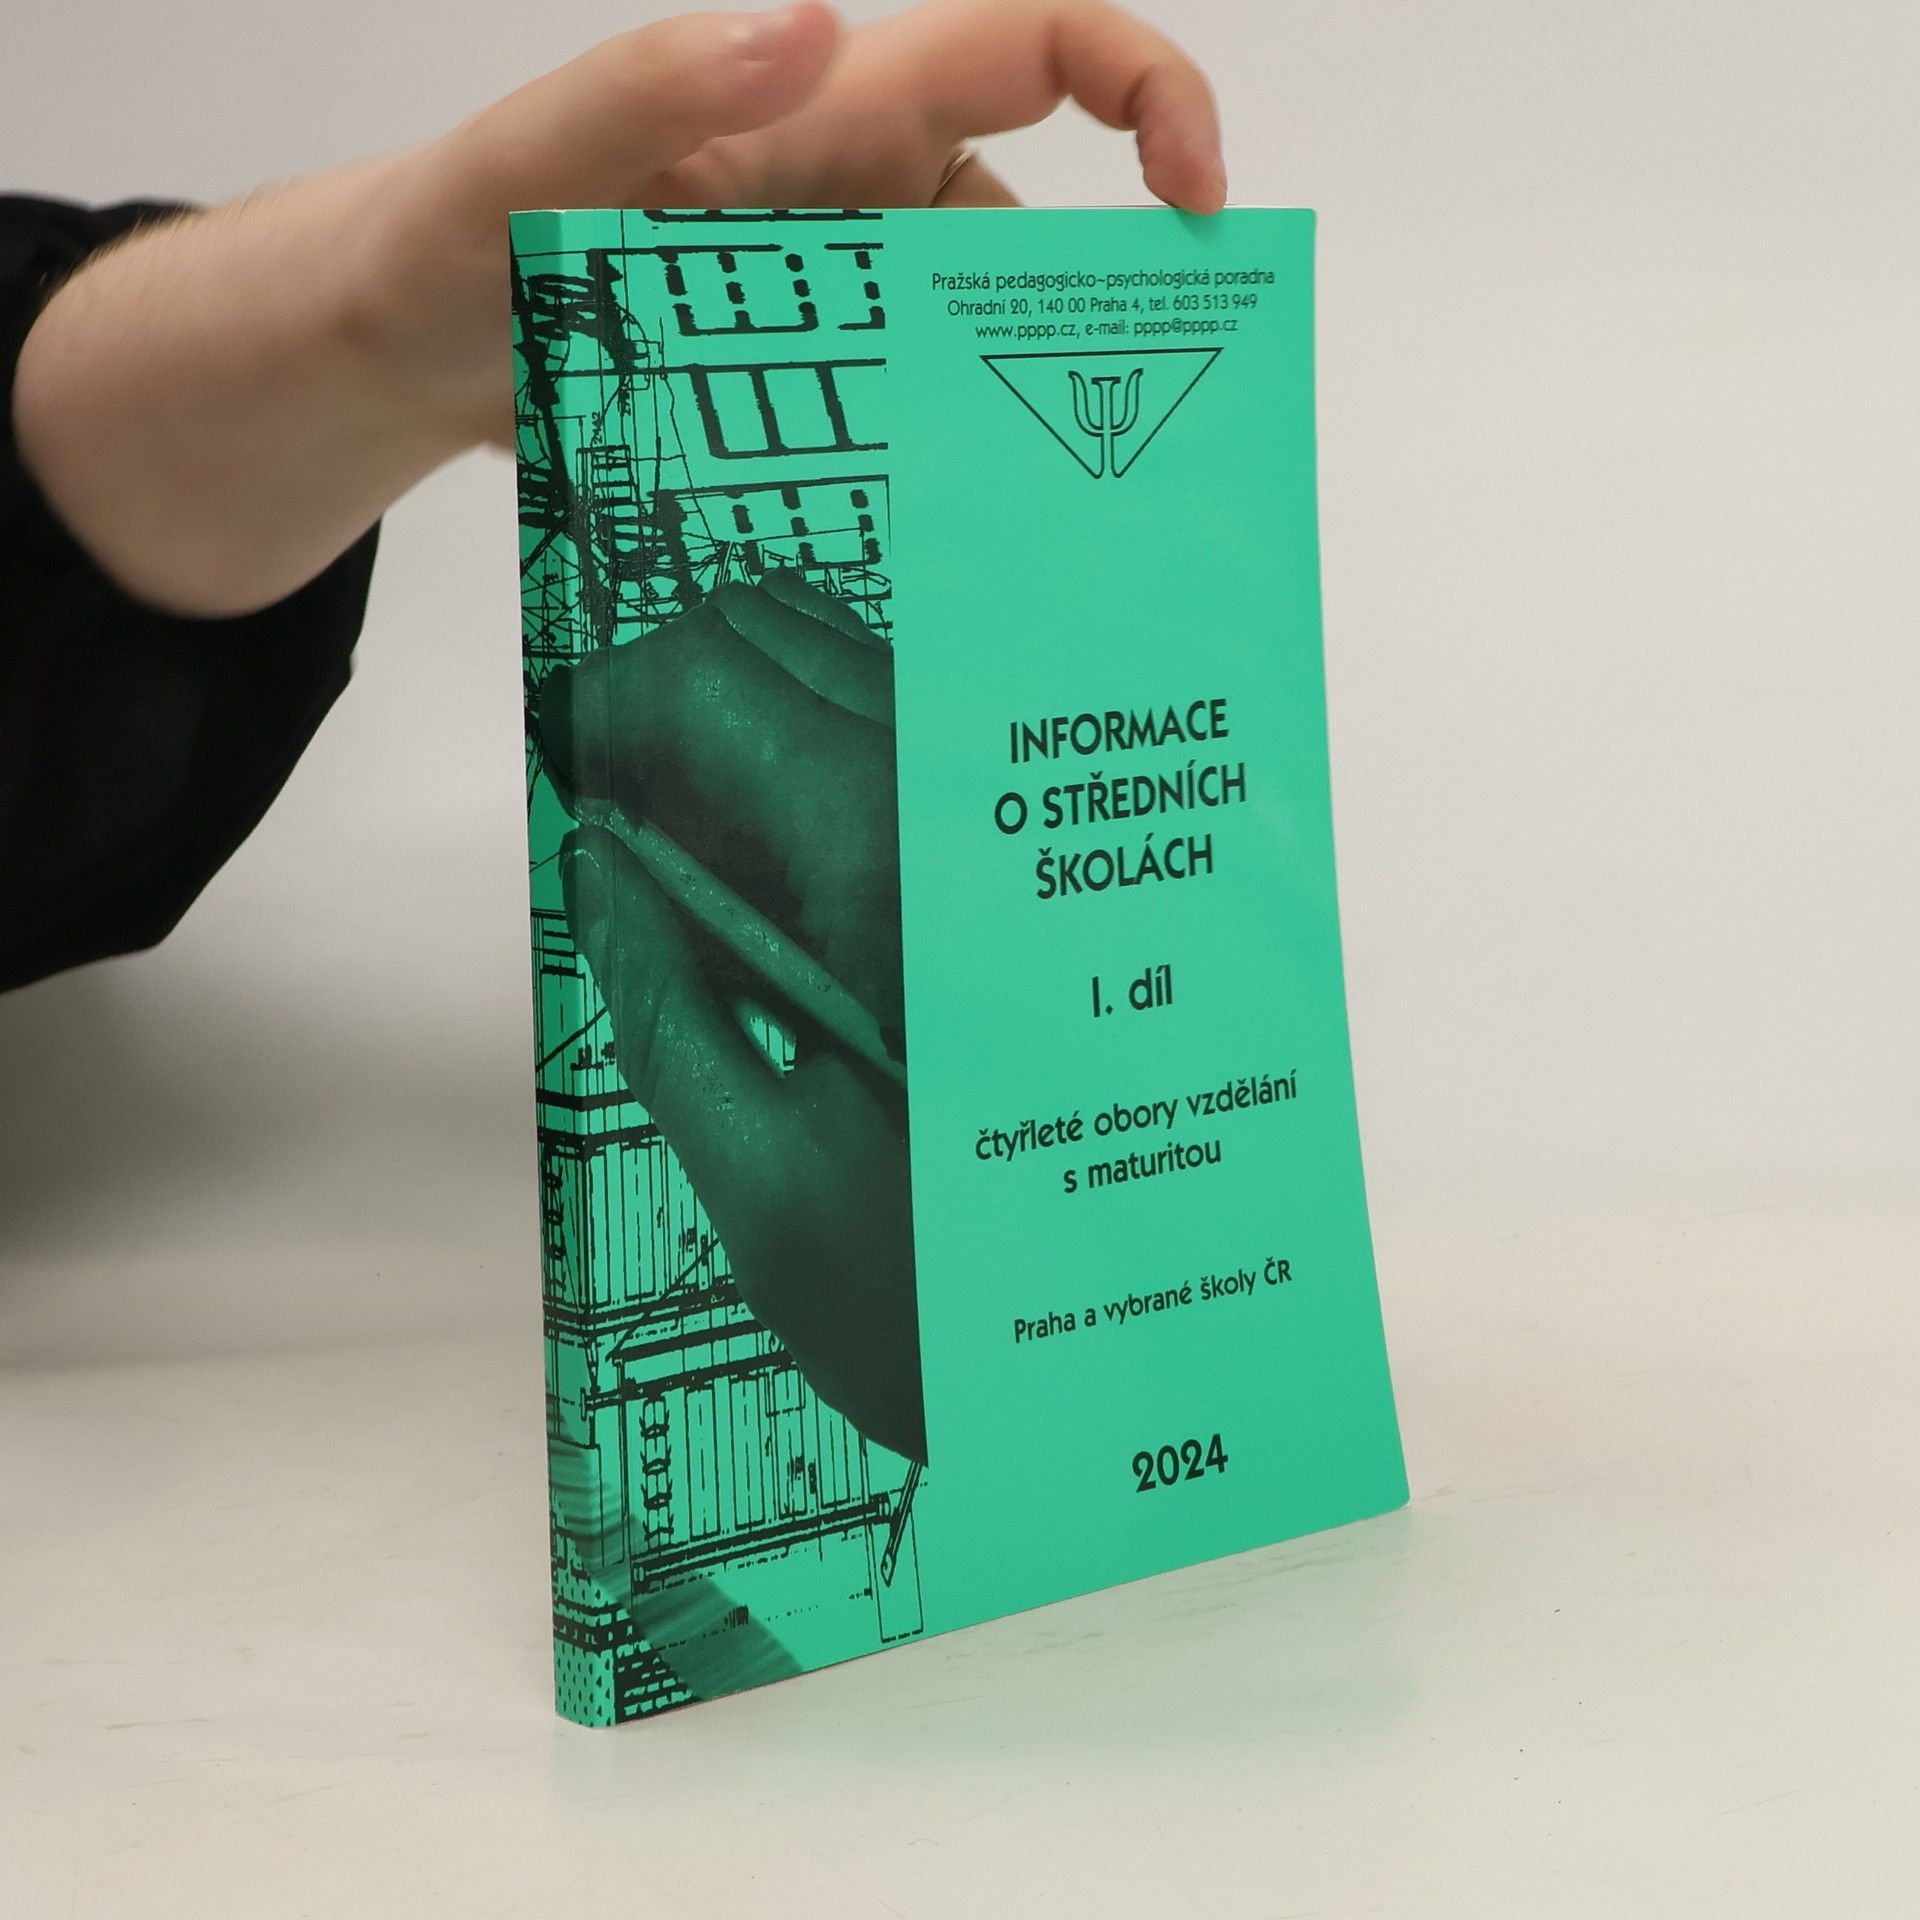 Pražská pedagogicko~psychologická poradna
Ohradní 20, 140 00 Praha 4, tel. 603 513 949
www.pppp.cz, e-mail: pppp@pppp.cz
INFORMACE
O STŘEDNÍCH
ŠKOLÁCH
I. díl
čtyřleté obory vzdělání
s maturitou
Praha a vybrané školy ČR
2024